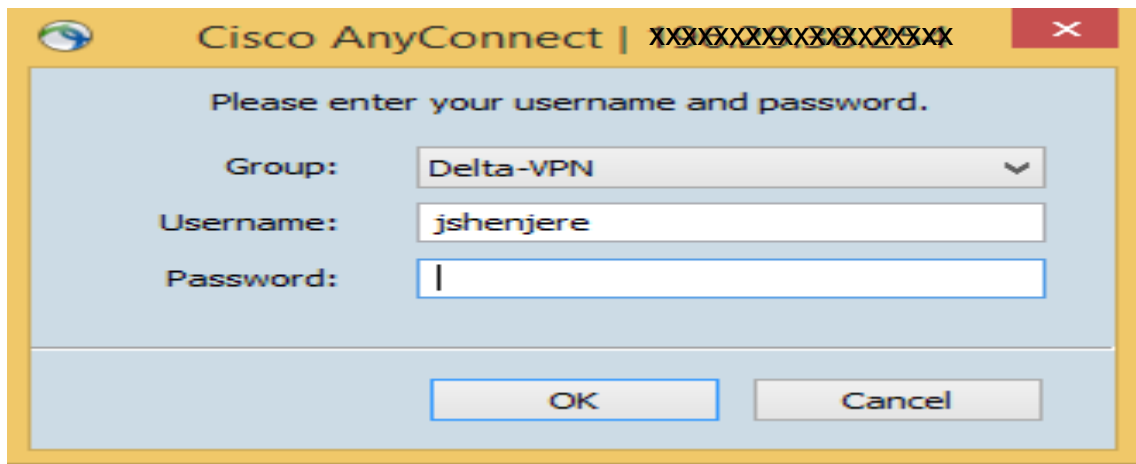 Cisco AnyConnect |
Please enter your username and password.
Group: Delta-VPN
Username: jshenjere
Password:
OK Cancel